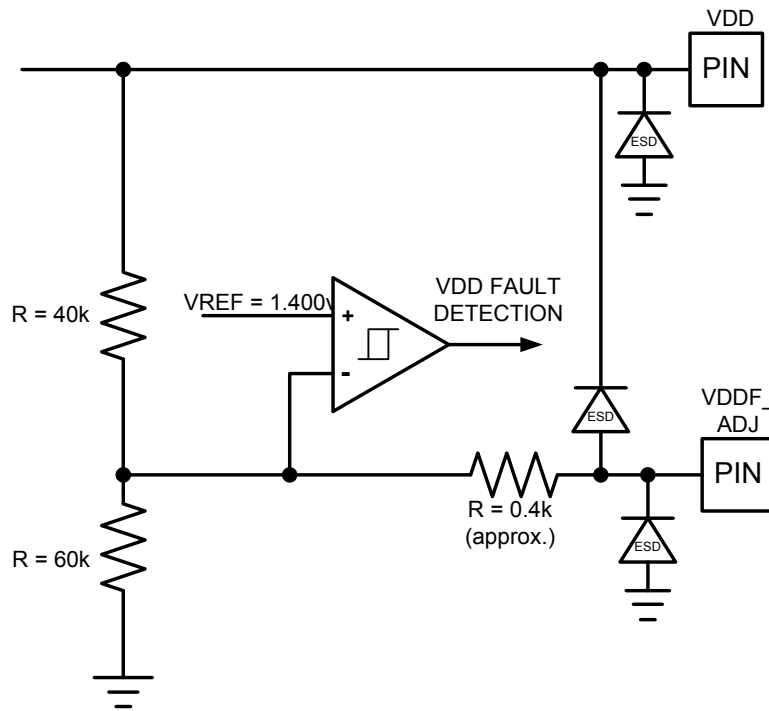 VDD
PIN
ESD
VREF = 1.400v
+
-
VDD FAULT
DETECTION
R = 40k
ESD
VDDF_
ADJ
PIN
R = 0.4k
(approx.)
ESD
R = 60k